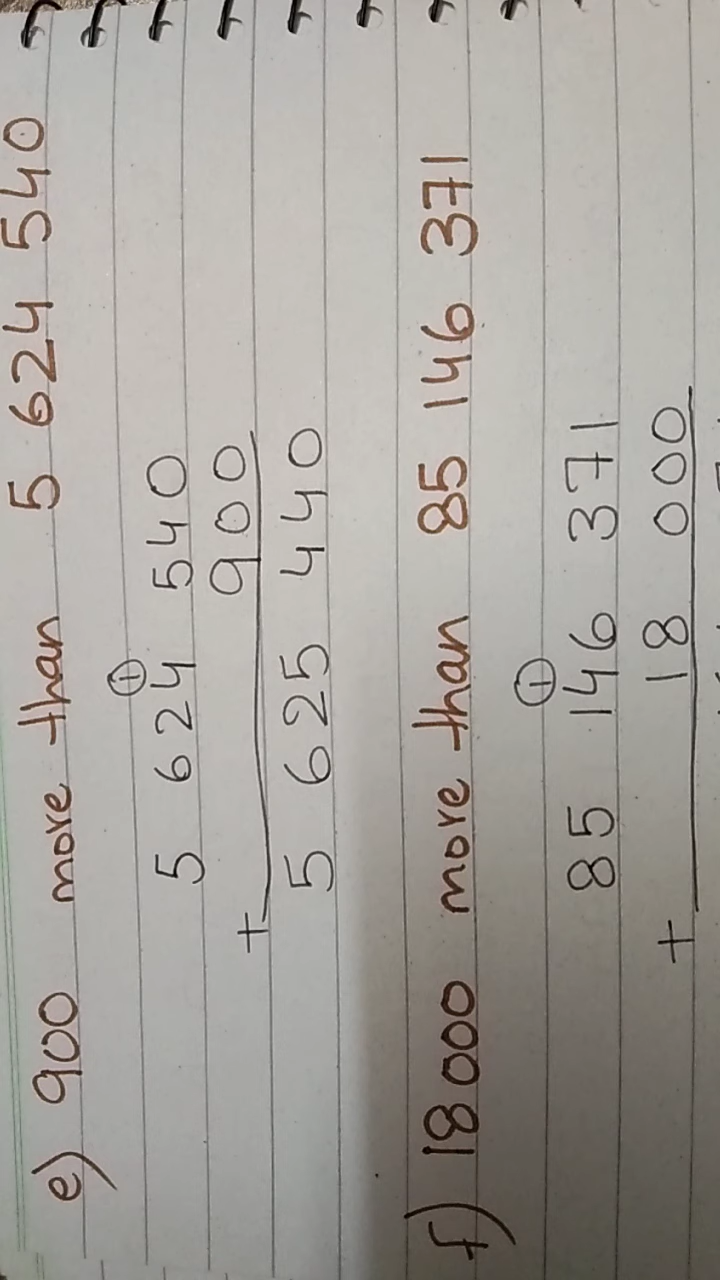 e) 900 more than 5 624 540
①
5 624 540
+ 900
5 625 440
f) 18 000 more than 85 146 371
①
85 146 371
+ 18 000